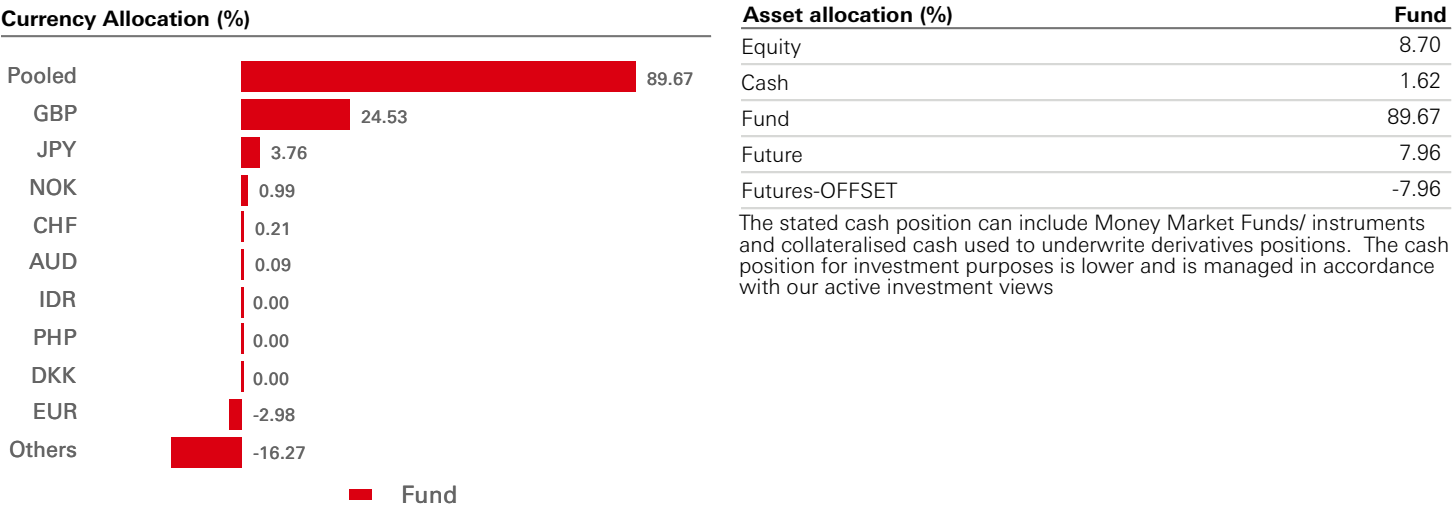 Currency Allocation (%)
Pooled 89.67
GBP 24.53
JPY 3.76
NOK 0.99
CHF 0.21
AUD 0.09
IDR 0.00
PHP 0.00
DKK 0.00
EUR -2.98
Others -16.27
Fund
Asset allocation (%) Fund
Equity 8.70
Cash 1.62
Fund 89.67
Future 7.96
Futures-OFFSET -7.96
The stated cash position can include Money Market Funds/ instruments
and collateralised cash used to underwrite derivatives positions.  The cash
position for investment purposes is lower and is managed in accordance
with our active investment views